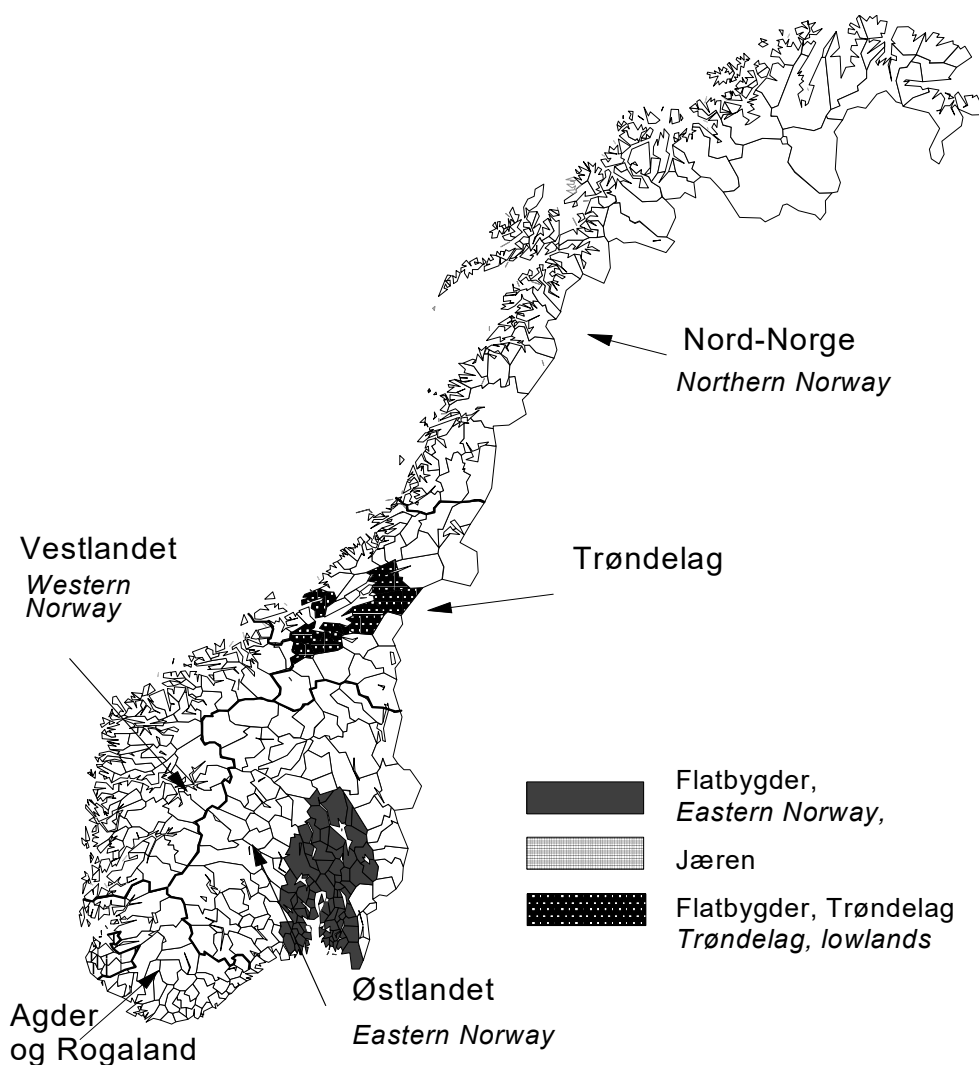 Nord-Norge
Northern Norway
Vestlandet
Western
Norway
Trøndelag
Flatbygder,
Eastern Norway,
Jæren
Flatbygder, Trøndelag
Trøndelag, lowlands
Østlandet
Eastern Norway
Agder
og Rogaland